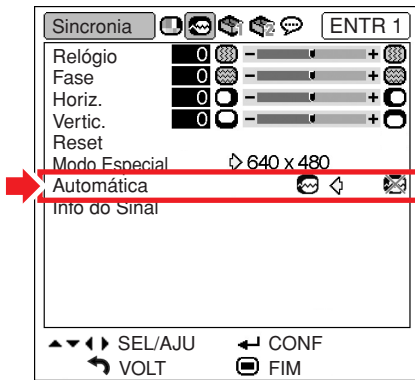 Sincronia ENTR 1
Relógio 0 - +
Fase 0 - +
Horiz. 0 - +
Vertic. 0 - +
Reset
Modo Especial 640 x 480
Automática
Info do Sinal
SEL/AJU CONF
VOLT FIM